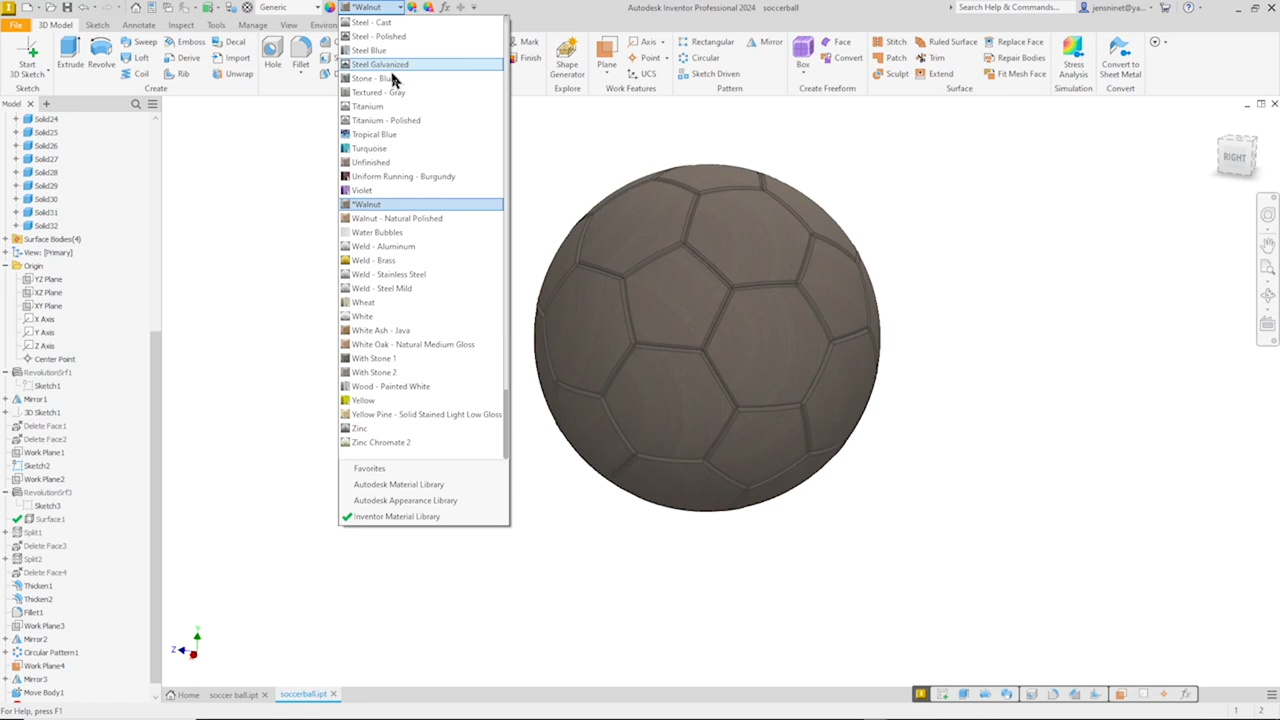 Generic
*Walnut
Autodesk Inventor Professional 2024 soccerball
Search Help & Commands...
jensninet@ya...
File
3D Model
Sketch
Annotate
Inspect
Tools
Manage
View
Start
3D Sketch
Sketch
Extrude
Revolve
Sweep
Loft
Coil
Emboss
Derive
Rib
Decal
Import
Unwrap
Create
Hole
Fillet
Mark
Finish
Shape
Generator
Explore
Plane
Axis
Point
UCS
Work Features
Rectangular
Circular
Sketch Driven
Mirror
Pattern
Box
Face
Convert
Create Freeform
Stitch
Patch
Sculpt
Ruled Surface
Trim
Extend
Replace Face
Repair Bodies
Fit Mesh Face
Surface
Stress
Analysis
Simulation
Convert to
Sheet Metal
Convert
Model
Solid24
Solid25
Solid26
Solid27
Solid28
Solid29
Solid30
Solid31
Solid32
Surface Bodies(4)
View: [Primary]
Origin
YZ Plane
XZ Plane
XY Plane
X Axis
Y Axis
Z Axis
Center Point
RevolutionSrf1
Sketch1
Mirror1
3D Sketch1
Delete Face1
Delete Face2
Work Plane1
Sketch2
Work Plane2
RevolutionSrf3
Sketch3
Surface1
Split1
Delete Face3
Split2
Delete Face4
Thicken1
Thicken2
Fillet1
Work Plane3
Mirror2
Circular Pattern1
Work Plane4
Mirror3
Move Body1
Steel - Cast
Steel - Polished
Steel Blue
Steel Galvanized
Stone - Blu
Textured - Gray
Titanium
Titanium - Polished
Tropical Blue
Turquoise
Unfinished
Uniform Running - Burgundy
Violet
*Walnut
Walnut - Natural Polished
Water Bubbles
Weld - Aluminum
Weld - Brass
Weld - Stainless Steel
Weld - Steel Mild
Wheat
White
White Ash - Java
White Oak - Natural Medium Gloss
With Stone 1
With Stone 2
Wood - Painted White
Yellow
Yellow Pine - Solid Stained Light Low Gloss
Zinc
Zinc Chromate 2
Favorites
Autodesk Material Library
Autodesk Appearance Library
Inventor Material Library
RIGHT
Y
Z
Home
soccer ball.ipt
soccerball.ipt
For Help, press F1
1 2